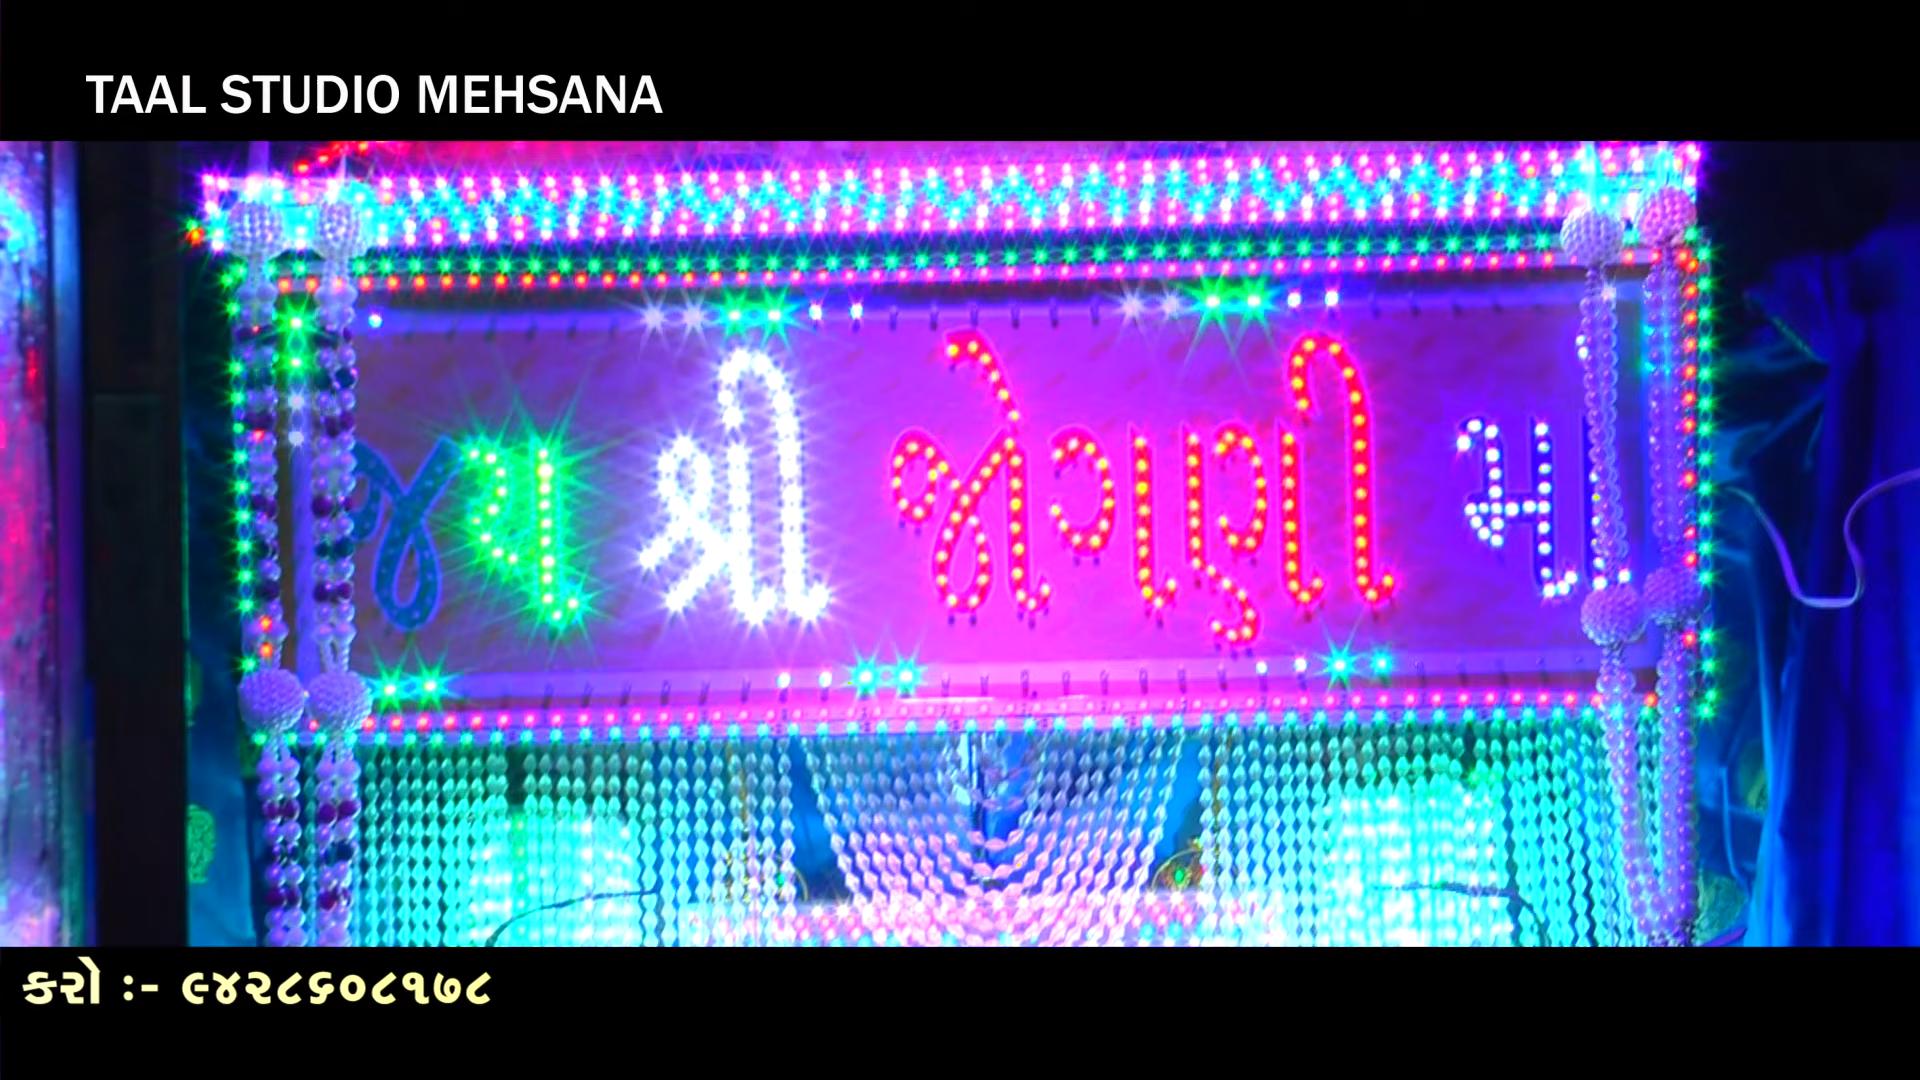 TAAL STUDIO MEHSANA
જય શ્રી જોગણી મા
કરો :- ૯૪૨૮૬૦૮૧૭૮